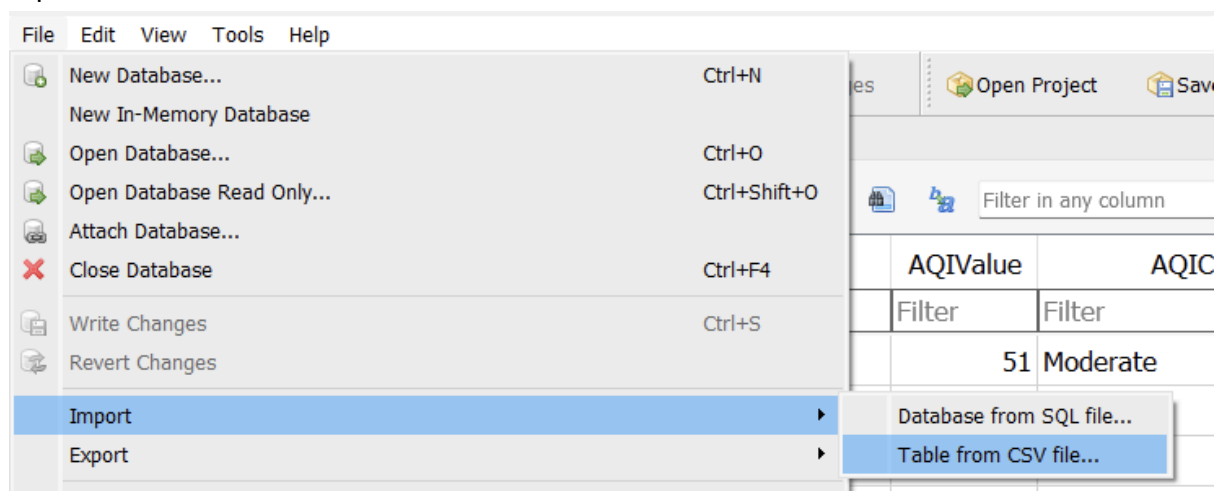 File Edit View Tools Help
New Database... Ctrl+N
Open Project
New In-Memory Database
Open Database... Ctrl+O
Open Database Read Only... Ctrl+Shift+O
Filter in any column
Attach Database...
Close Database Ctrl+F4
AQIValue AQIC
Filter Filter
Write Changes Ctrl+S
Revert Changes
51 Moderate
Import
Database from SQL file...
Export
Table from CSV file...